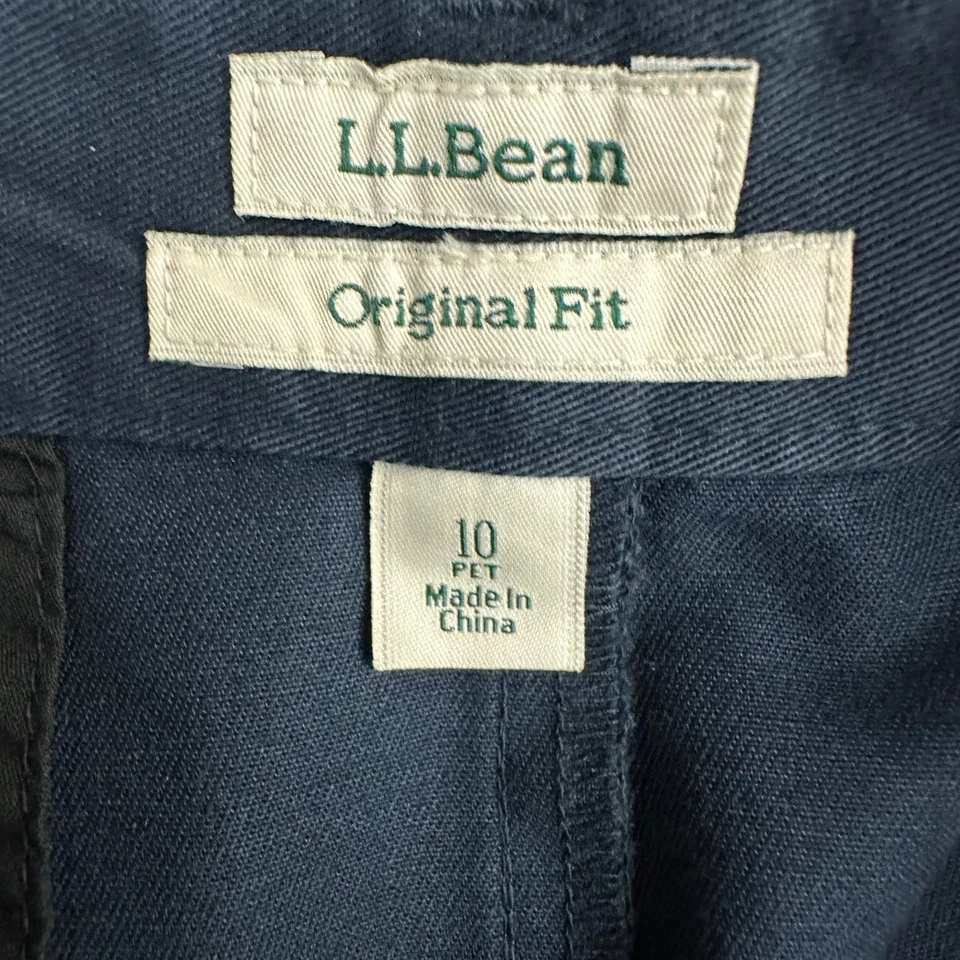 L.L.Bean
Original Fit
10
PET
Made In
China